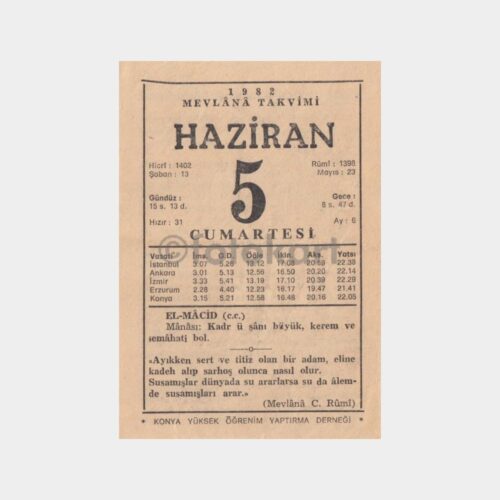 1982
MEVLÂNÂ TAKVİMİ
HAZİRAN
Hicrî : 1402
Şaban : 13
Rûmî : 1398
Mayıs : 23
5
Gündüz :
15 s. 13 d.
Gece :
8 s. 47 d.
Hızır : 31
Ay : 6
CUMARTESİ
Vasatî İms. G.D. Öğle İkin. Akş. Yatsı
İstanbul 3.07 5.26 13.12 17.08 20.38 22.38
Ankara 3.01 5.13 12.56 16.50 20.20 22.14
İzmir 3.33 5.41 13.19 17.10 20.39 22.29
Erzurum 2.28 4.40 12.23 16.17 19.47 21.41
Konya 3.15 5.21 12.58 16.48 20.16 22.05
EL-MÂCİD (c.c.)
Mânâsı: Kadr ü şânı büyük, kerem ve
semâhati bol.
«Ayıkken sert ve titiz olan bir adam, eline
kadeh alıp sarhoş olunca nasıl olur.
Susamışlar dünyada su ararlarsa su da âlem-
de susamışları arar.»
(Mevlânâ C. Rûmî)
* KONYA YÜKSEK ÖĞRENİM YAPTIRMA DERNEĞİ *